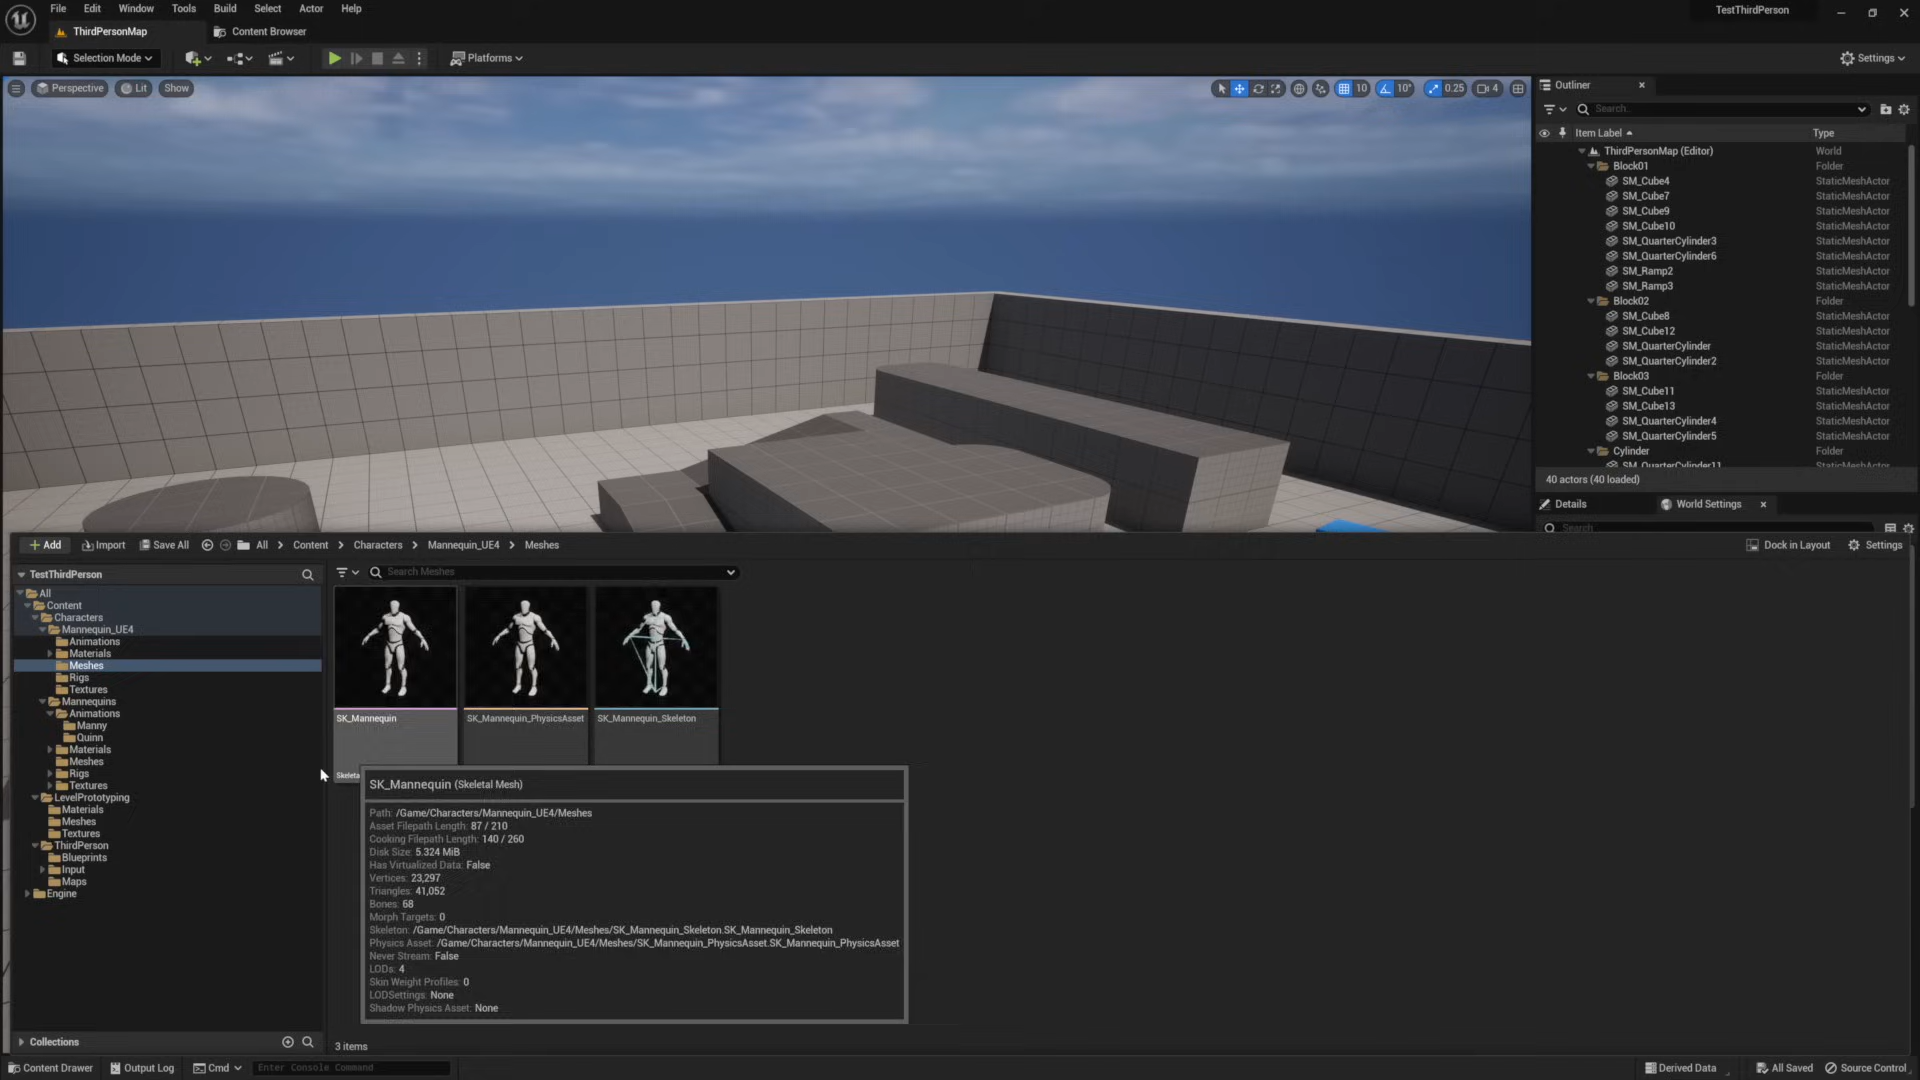 File Edit Window Tools Build Select Actor Help
TestThirdPerson
ThirdPersonMap
Content Browser
Selection Mode
Platforms
Settings
Perspective
Lit
Show
10
10°
0.25
4
Outliner
Search...
Item Label
Type
ThirdPersonMap (Editor) World
Block01 Folder
SM_Cube4 StaticMeshActor
SM_Cube7 StaticMeshActor
SM_Cube9 StaticMeshActor
SM_Cube10 StaticMeshActor
SM_QuarterCylinder3 StaticMeshActor
SM_QuarterCylinder6 StaticMeshActor
SM_Ramp2 StaticMeshActor
SM_Ramp3 StaticMeshActor
Block02 Folder
SM_Cube8 StaticMeshActor
SM_Cube12 StaticMeshActor
SM_QuarterCylinder StaticMeshActor
SM_QuarterCylinder2 StaticMeshActor
Block03 Folder
SM_Cube11 StaticMeshActor
SM_Cube13 StaticMeshActor
SM_QuarterCylinder4 StaticMeshActor
SM_QuarterCylinder5 StaticMeshActor
Cylinder Folder
SM_QuarterCylinder11 StaticMeshActor
40 actors (40 loaded)
Details
World Settings
Search
Add
Import
Save All
All > Content > Characters > Mannequin_UE4 > Meshes
Dock in Layout
Settings
TestThirdPerson
All
Content
Characters
Mannequin_UE4
Animations
Materials
Meshes
Rigs
Textures
Mannequins
Animations
Manny
Quinn
Materials
Meshes
Rigs
Textures
LevelPrototyping
Materials
Meshes
Textures
ThirdPerson
Blueprints
Input
Maps
Engine
Collections
Search Meshes
SK_Mannequin
SK_Mannequin_PhysicsAsset
SK_Mannequin_Skeleton
Skeleta
SK_Mannequin (Skeletal Mesh)
Path: /Game/Characters/Mannequin_UE4/Meshes
Asset Filepath Length: 87 / 210
Cooking Filepath Length: 140 / 260
Disk Size: 5.324 MiB
Has Virtualized Data: False
Vertices: 23,297
Triangles: 41,052
Bones: 68
Morph Targets: 0
Skeleton: /Game/Characters/Mannequin_UE4/Meshes/SK_Mannequin_Skeleton.SK_Mannequin_Skeleton
Physics Asset: /Game/Characters/Mannequin_UE4/Meshes/SK_Mannequin_PhysicsAsset.SK_Mannequin_PhysicsAsset
Never Stream: False
LODs: 4
Skin Weight Profiles: 0
LODSettings: None
Shadow Physics Asset: None
3 items
Content Drawer
Output Log
Cmd
Enter Console Command
Derived Data
All Saved
Source Control